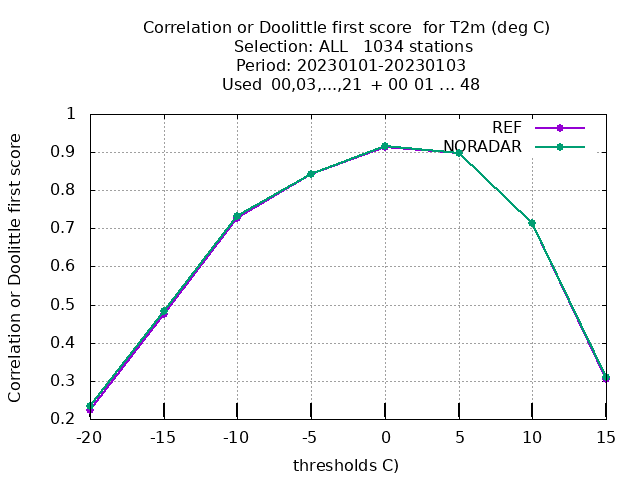 Correlation or Doolittle first score  for T2m (deg C)
Selection: ALL   1034 stations
Period: 20230101-20230103
Used  00,03,...,21  + 00 01 ... 48
REF
NORADAR
1
0.9
0.8
0.7
0.6
0.5
0.4
0.3
0.2
Correlation or Doolittle first score
-20 -15 -10 -5 0 5 10 15
thresholds C)